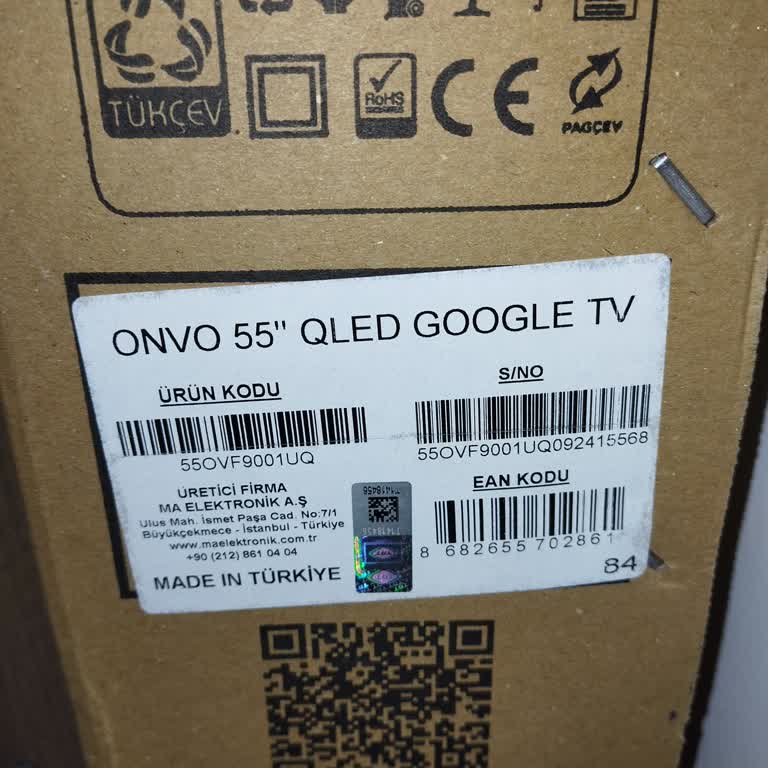 TÜKÇEV
RoHS
CE
PAGÇEV
ONVO 55" QLED GOOGLE TV
ÜRÜN KODU
55OVF9001UQ
S/NO
55OVF9001UQ092415568
ÜRETİCİ FİRMA
MA ELEKTRONİK A.Ş
Ulus Mah. İsmet Paşa Cad. No:7/1
Büyükçekmece - İstanbul - Türkiye
www.maelektronik.com.tr
+90 (212) 861 04 04
MADE IN TÜRKİYE
EAN KODU
8 682655 702861
84